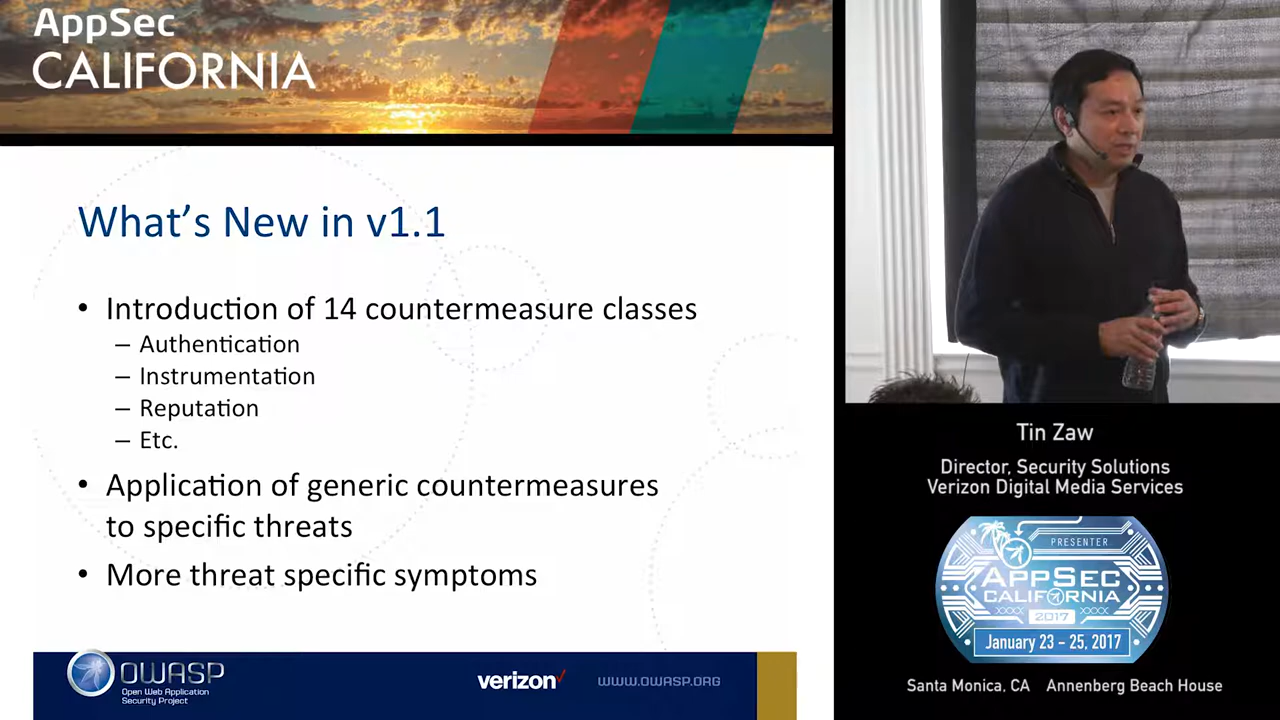 AppSec
CALIFORNIA
What's New in v1.1
• Introduction of 14 countermeasure classes
– Authentication
– Instrumentation
– Reputation
– Etc.
• Application of generic countermeasures
to specific threats
• More threat specific symptoms
OWASP
Open Web Application
Security Project
verizon
WWW.OWASP.ORG
Tin Zaw
Director, Security Solutions
Verizon Digital Media Services
PRESENTER
APPSEC
CALIFORNIA
2017
January 23 - 25, 2017
Santa Monica, CA Annenberg Beach House